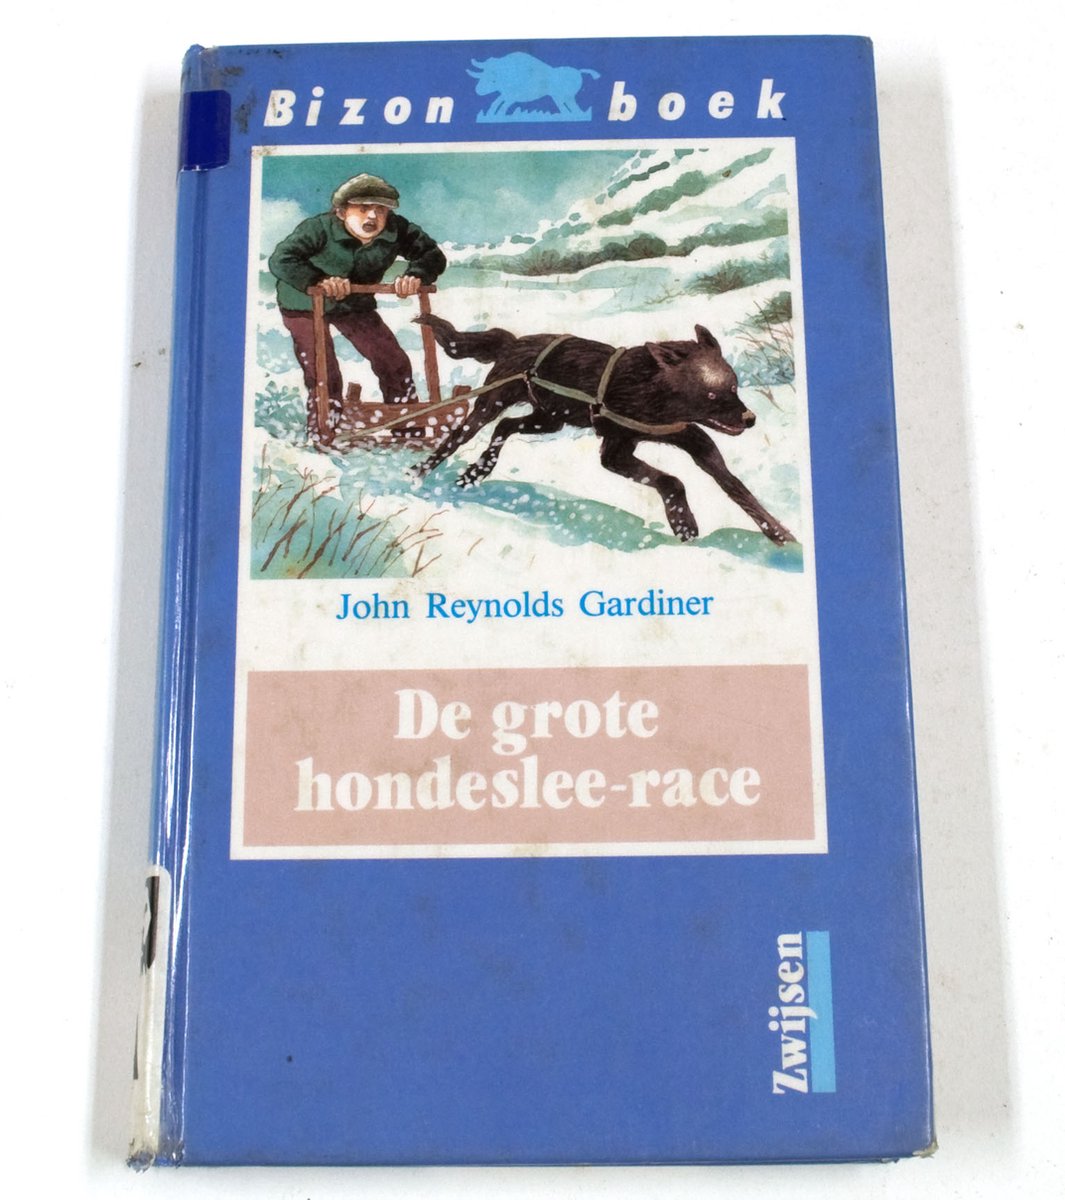 Bizon boek
John Reynolds Gardiner
De grote
hondeslee-race
Zwijsen